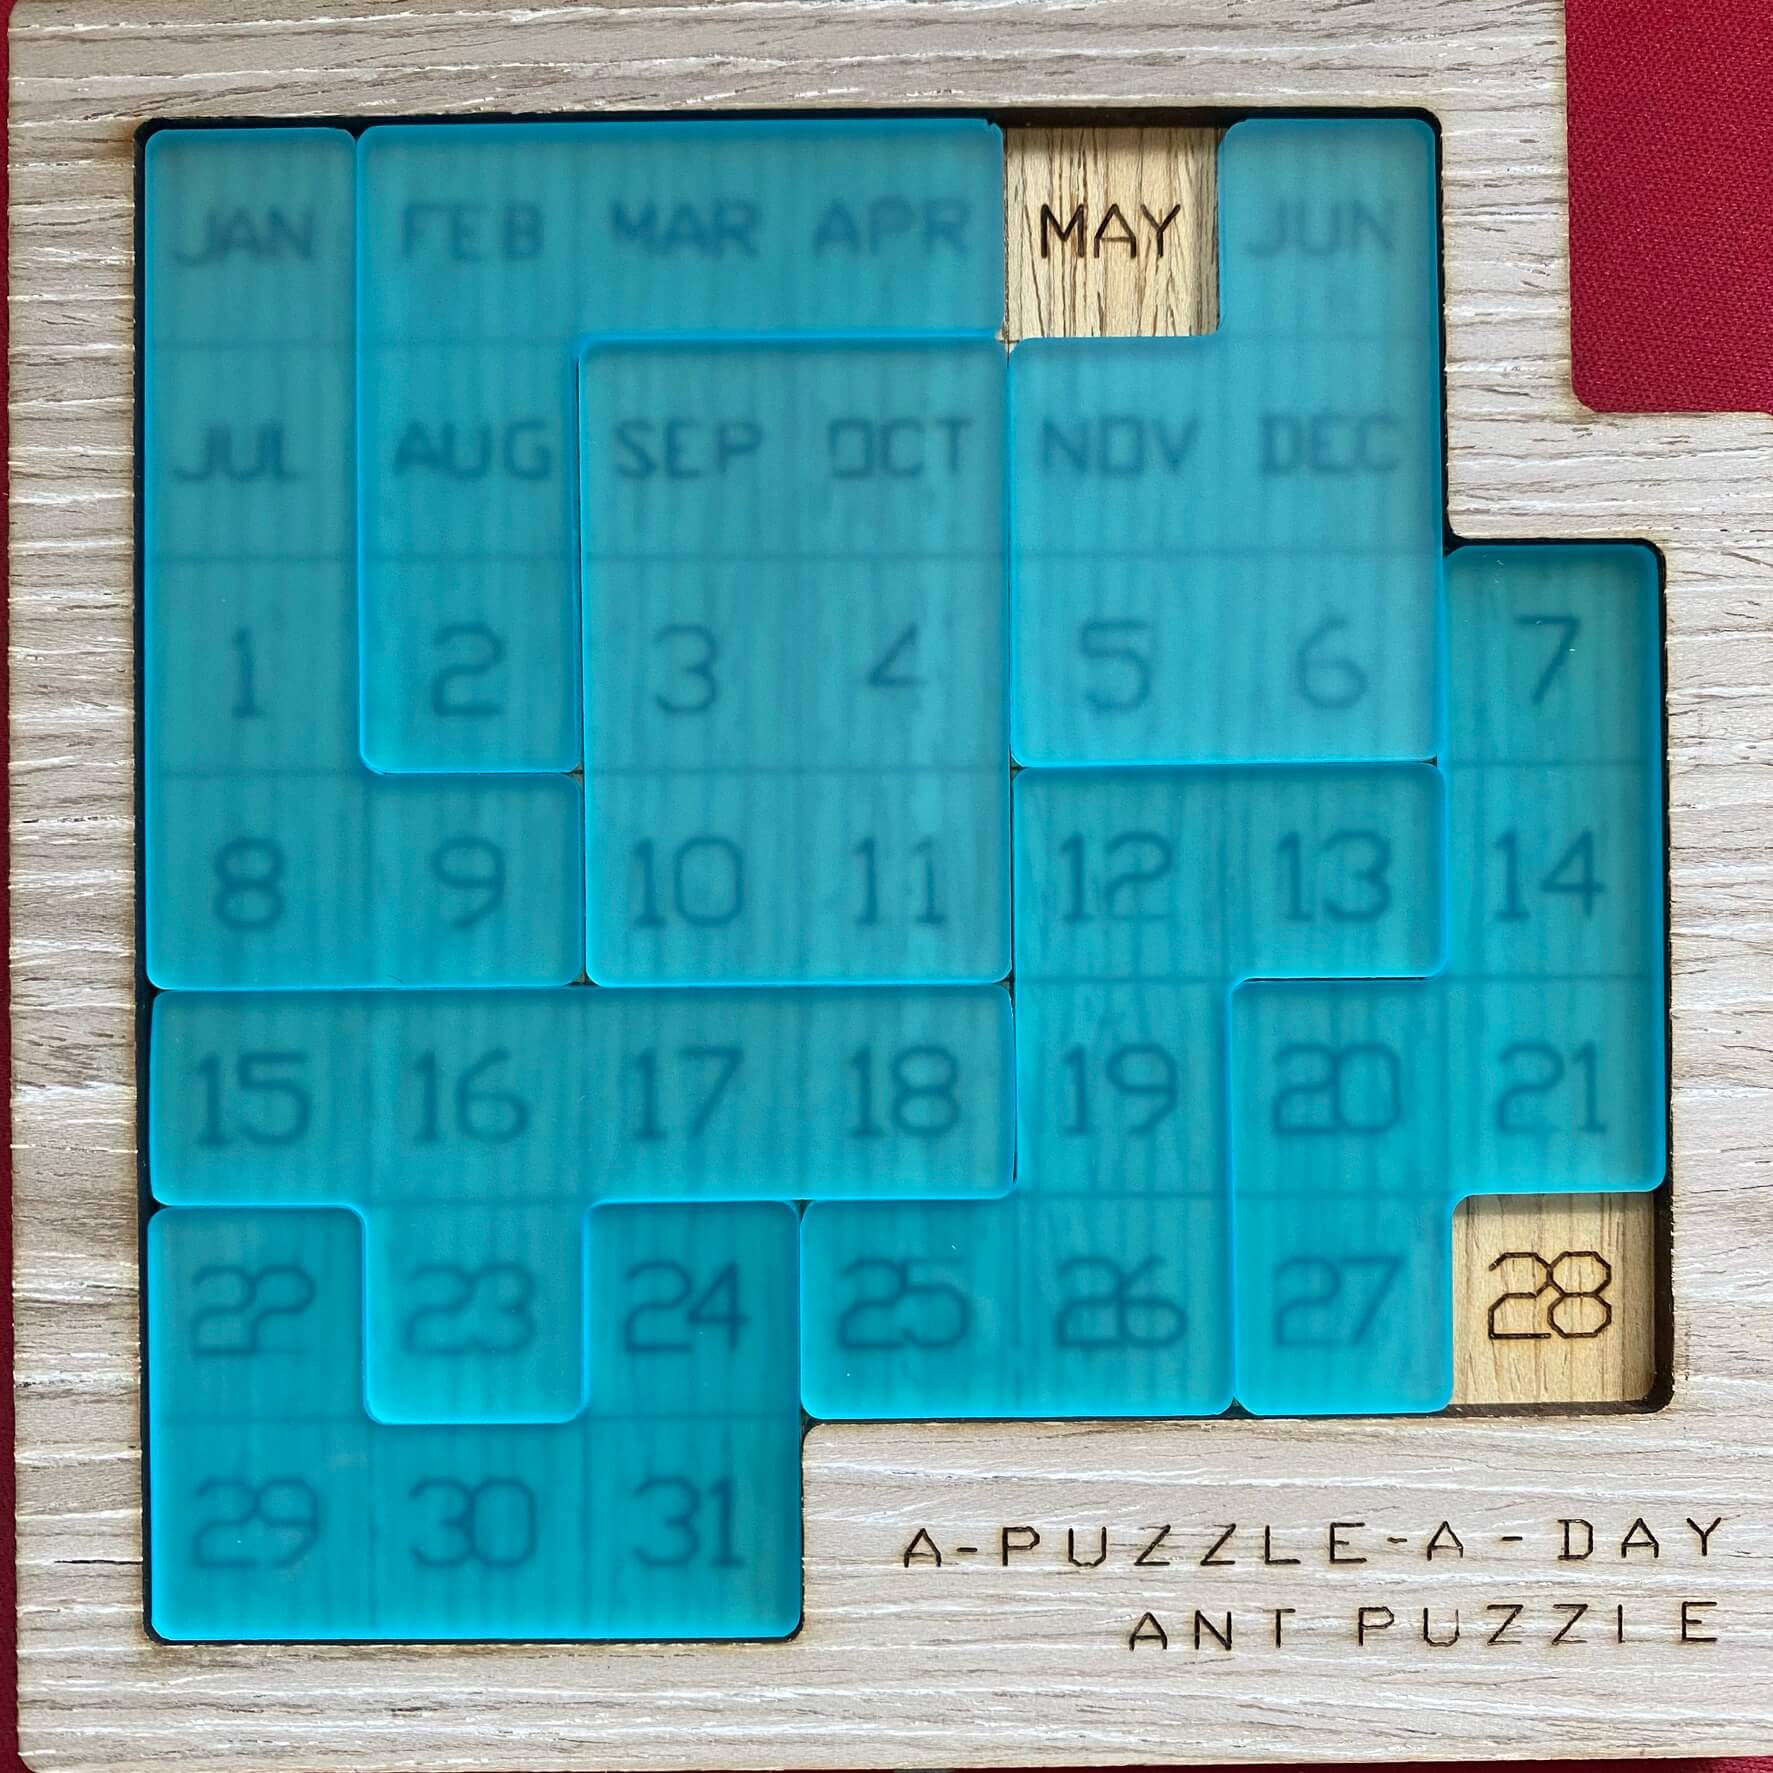 JAN FEB MAR APR MAY JUN
JUL AUG SEP OCT NOV DEC
1 2 3 4 5 6 7
8 9 10 11 12 13 14
15 16 17 18 19 20 21
22 23 24 25 26 27 28
29 30 31
A-PUZZLE-A-DAY
ANT PUZZLE